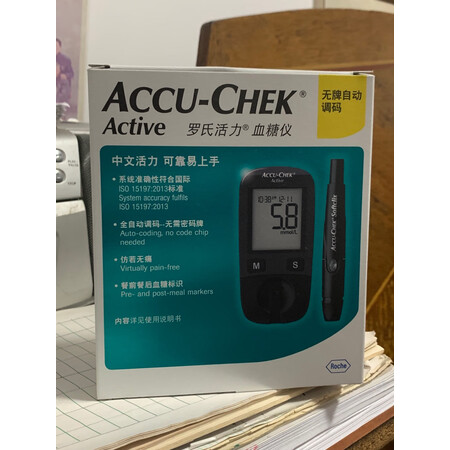 ACCU-CHEK®
Active 罗氏活力® 血糖仪
无牌自动
调码
中文活力 可靠易上手
• 系统准确性符合国际
ISO 15197:2013标准
System accuracy fulfils
ISO 15197:2013
• 全自动调码--无需密码牌
Auto-coding, no code chip
needed
• 仿若无痛
Virtually pain-free
• 餐前餐后血糖标识
Pre- and post-meal markers
内容详见使用说明书
ACCU-CHEK
Active
5.8
mmol/L
M S
ACCU-CHEK Softclix
Roche